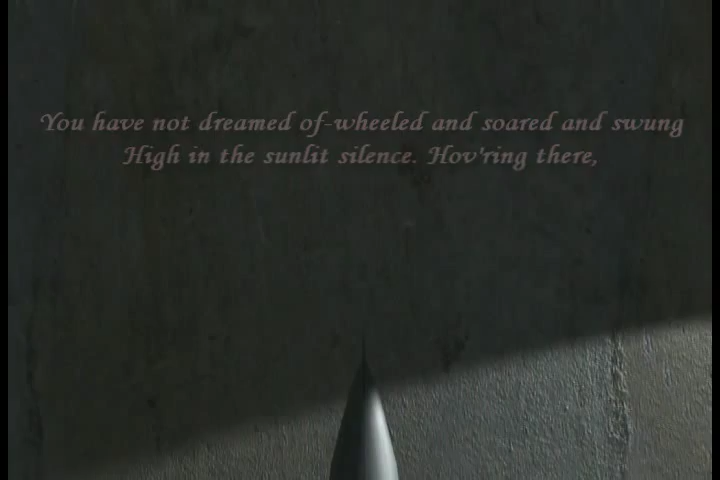 You have not dreamed of-wheeled and soared and swung
High in the sunlit silence. Hov'ring there,